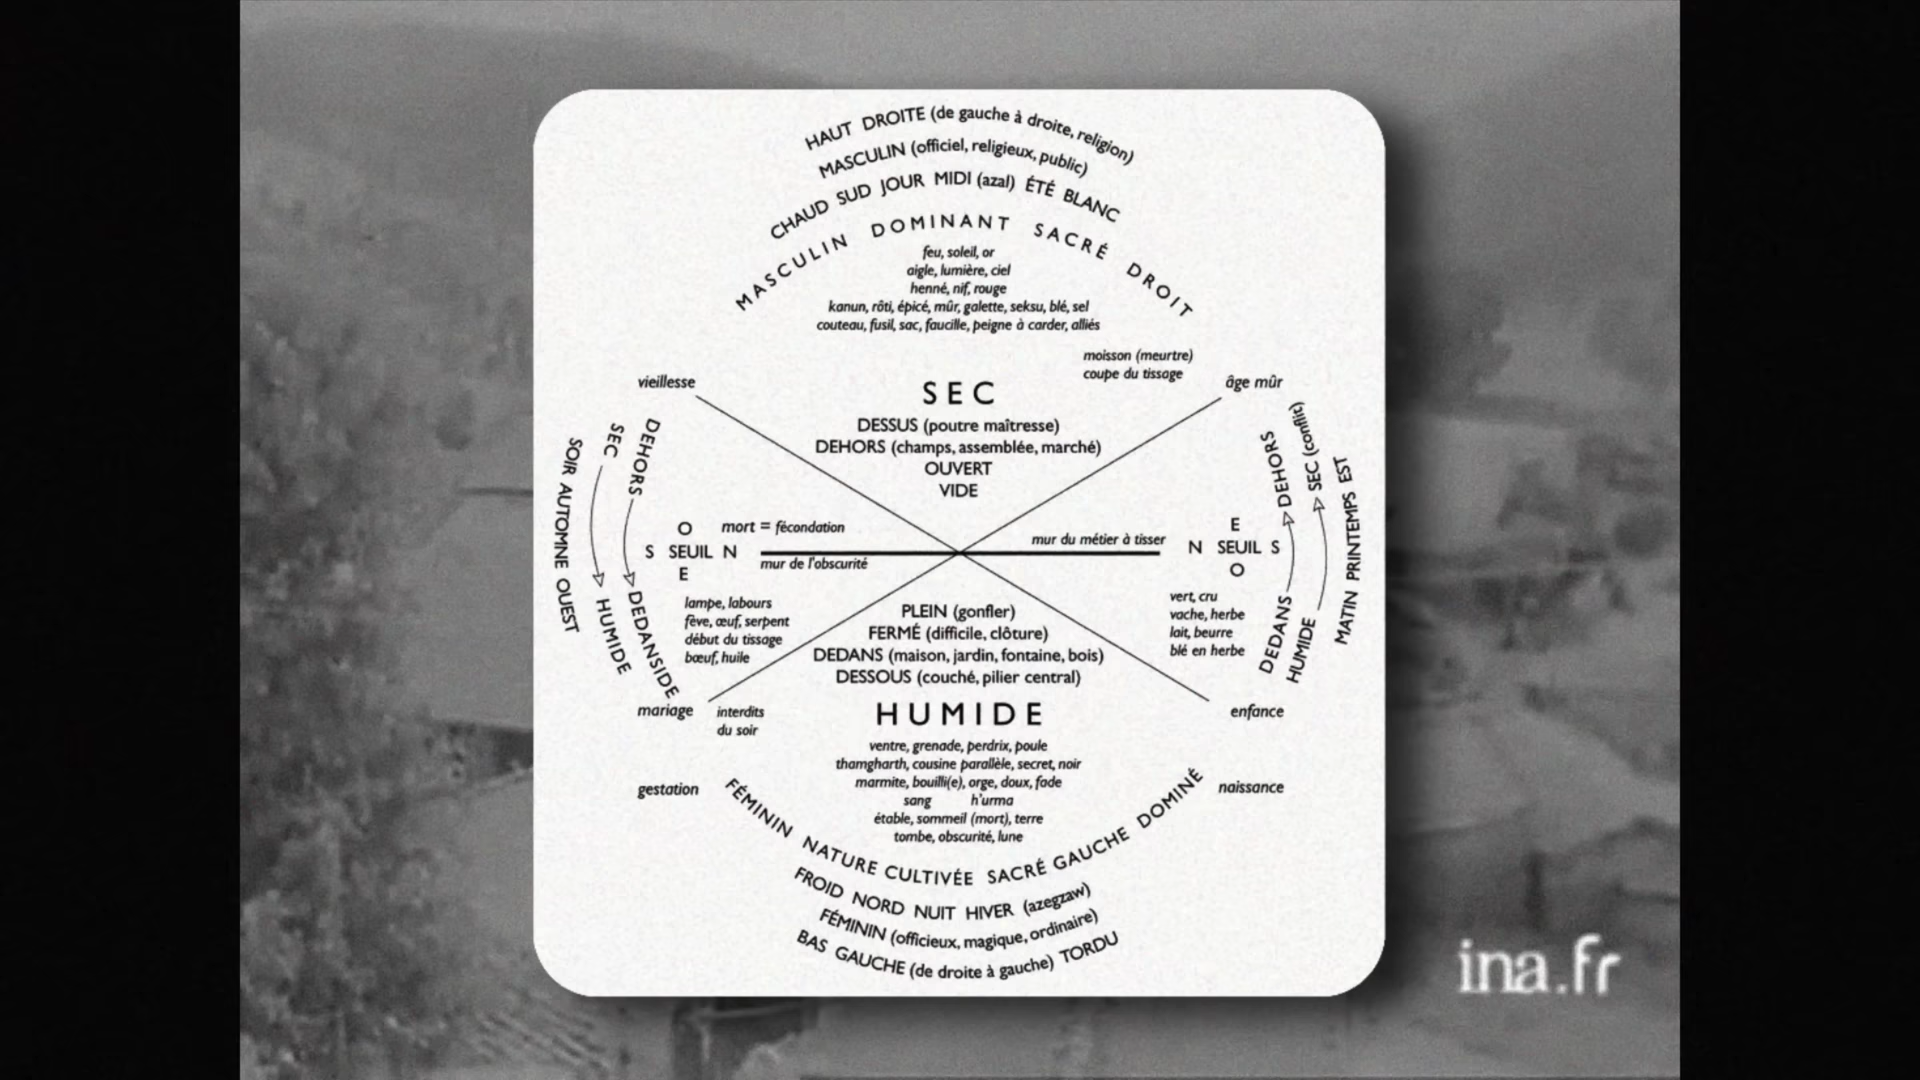 HAUT DROITE (de gauche à droite, religion)
MASCULIN (officiel, religieux, public)
CHAUD SUD JOUR MIDI (azal) ÉTÉ BLANC
MASCULIN DOMINANT SACRÉ DROIT
feu, soleil, or
aigle, lumière, ciel
henné, nif, rouge
kanun, rôti, épicé, mûr, galette, seksu, blé, sel
couteau, fusil, sac, faucille, peigne à carder, alliés
moisson (meurtre)
coupe du tissage
vieillesse
âge mûr
SEC
DESSUS (poutre maîtresse)
DEHORS (champs, assemblée, marché)
OUVERT
VIDE
SOIR AUTOMNE OUEST
SEC
HUMIDE
DEHORS
DEDANSIDE
O
S SEUIL N
E
mort = fécondation
mur de l'obscurité
mur du métier à tisser
E
N SEUIL S
O
DEHORS
DEDANS
SEC (conflit)
HUMIDE
MATIN PRINTEMPS EST
lampe, labours
fève, œuf, serpent
début du tissage
bœuf, huile
vert, cru
vache, herbe
lait, beurre
blé en herbe
PLEIN (gonfler)
FERMÉ (difficile, clôture)
DEDANS (maison, jardin, fontaine, bois)
DESSOUS (couché, pilier central)
mariage
interdits
du soir
HUMIDE
enfance
ventre, grenade, perdrix, poule
thamgharth, cousine parallèle, secret, noir
marmite, bouilli(e), orge, doux, fade
sang h'urma
étable, sommeil (mort), terre
tombe, obscurité, lune
gestation
naissance
FÉMININ NATURE CULTIVÉE SACRÉ GAUCHE DOMINÉ
FROID NORD NUIT HIVER (azegzaw)
FÉMININ (officieux, magique, ordinaire)
BAS GAUCHE (de droite à gauche) TORDU
ina.fr